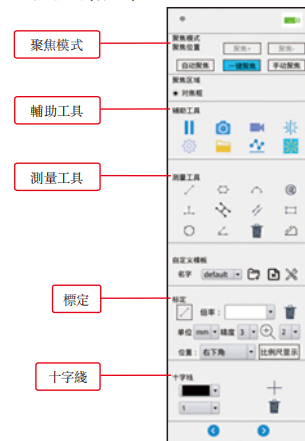 聚焦模式
聚焦模式
聚焦位置 聚焦+ 聚焦-
自动聚焦 一键聚焦 手动聚焦
聚焦区域
对焦框
輔助工具
辅助工具
測量工具
测量工具
自定义模板
名字 default
標定
标定
倍率:
单位 mm 精度 3 2
位置: 右下角 比例尺显示
十字綫
十字线
1